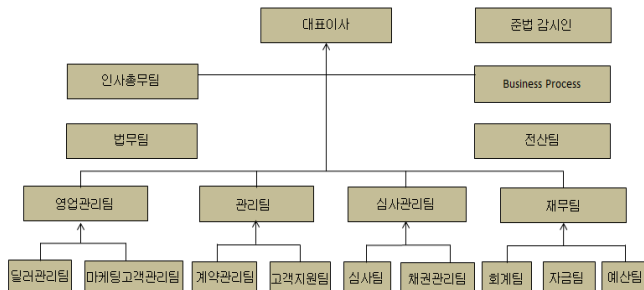 대표이사
준법 감시인
인사총무팀
Business Process
법무팀
전산팀
영업관리팀
관리팀
심사관리팀
재무팀
딜러관리팀
마케팅고객관리팀
계약관리팀
고객지원팀
심사팀
채권관리팀
회계팀
자금팀
예산팀